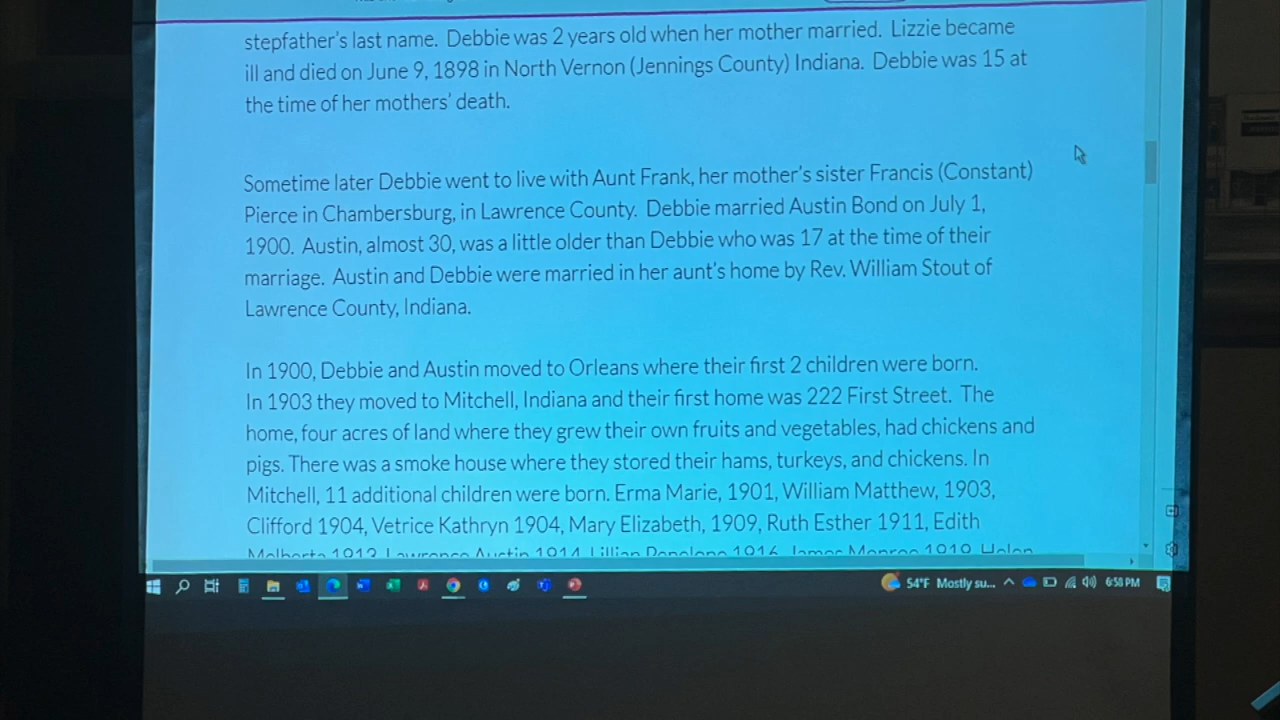 stepfather's last name. Debbie was 2 years old when her mother married. Lizzie became
ill and died on June 9, 1898 in North Vernon (Jennings County) Indiana. Debbie was 15 at
the time of her mothers' death.
Sometime later Debbie went to live with Aunt Frank, her mother's sister Francis (Constant)
Pierce in Chambersburg, in Lawrence County. Debbie married Austin Bond on July 1,
1900. Austin, almost 30, was a little older than Debbie who was 17 at the time of their
marriage. Austin and Debbie were married in her aunt's home by Rev. William Stout of
Lawrence County, Indiana.
In 1900, Debbie and Austin moved to Orleans where their first 2 children were born.
In 1903 they moved to Mitchell, Indiana and their first home was 222 First Street. The
home, four acres of land where they grew their own fruits and vegetables, had chickens and
pigs. There was a smoke house where they stored their hams, turkeys, and chickens. In
Mitchell, 11 additional children were born. Erma Marie, 1901, William Matthew, 1903,
Clifford 1904, Vetrice Kathryn 1904, Mary Elizabeth, 1909, Ruth Esther 1911, Edith
Lawrence Austin 1914, Lillian 1916, James Monroe 1919, Helen
54°F Mostly su... 6:58 PM